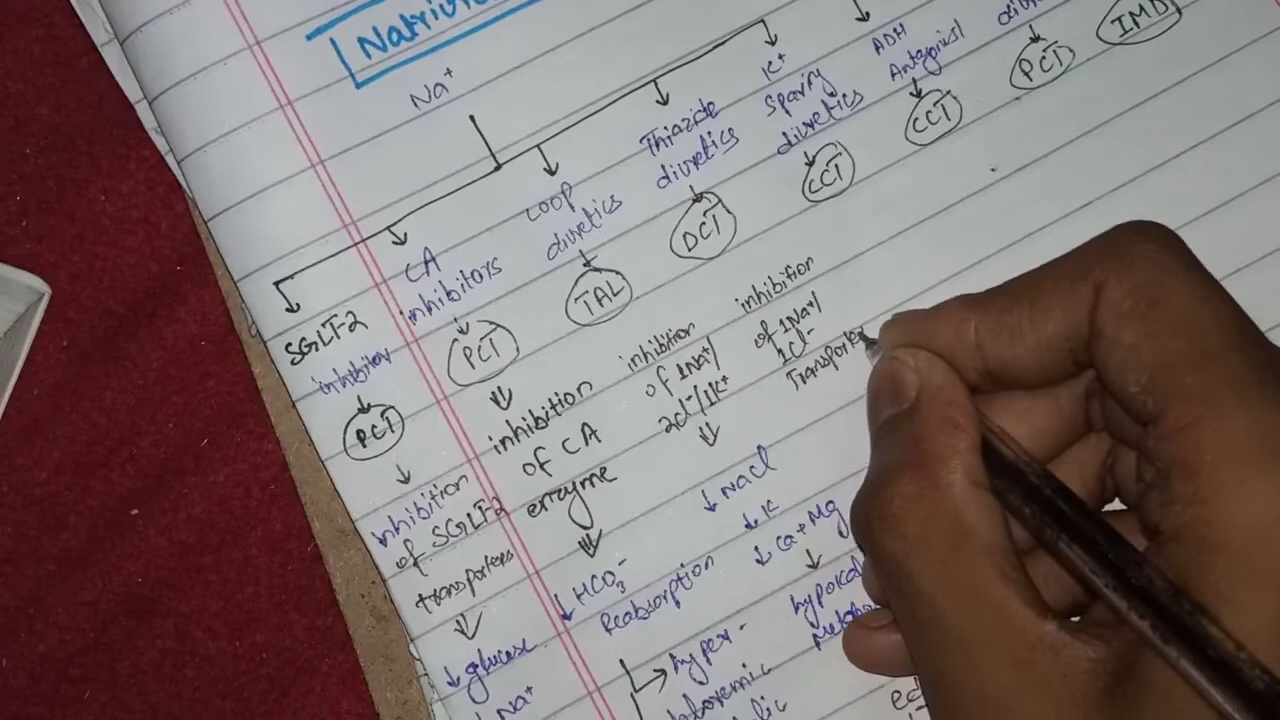 Na⁺
SGLT-2
inhibitor
PCT
inhibition
of SGLT-2
transporters
↓ glucose
↓ Na⁺
CA
inhibitors
PCT
inhibition
of CA
enzyme
↓ HCO₃⁻
Reabsorption
hyper-
Loop
diuretics
TAL
inhibition
of 1Na⁺/
2Cl⁻/1K⁺
↓ NaCl
↓ K
↓ Ca + Mg
Thiazide
diuretics
DCT
inhibition
of 1Na⁺/
1Cl⁻
Transporter
K⁺
Sparing
diuretics
CCT
ADH
Antagonist
CCT
PCT
IMD